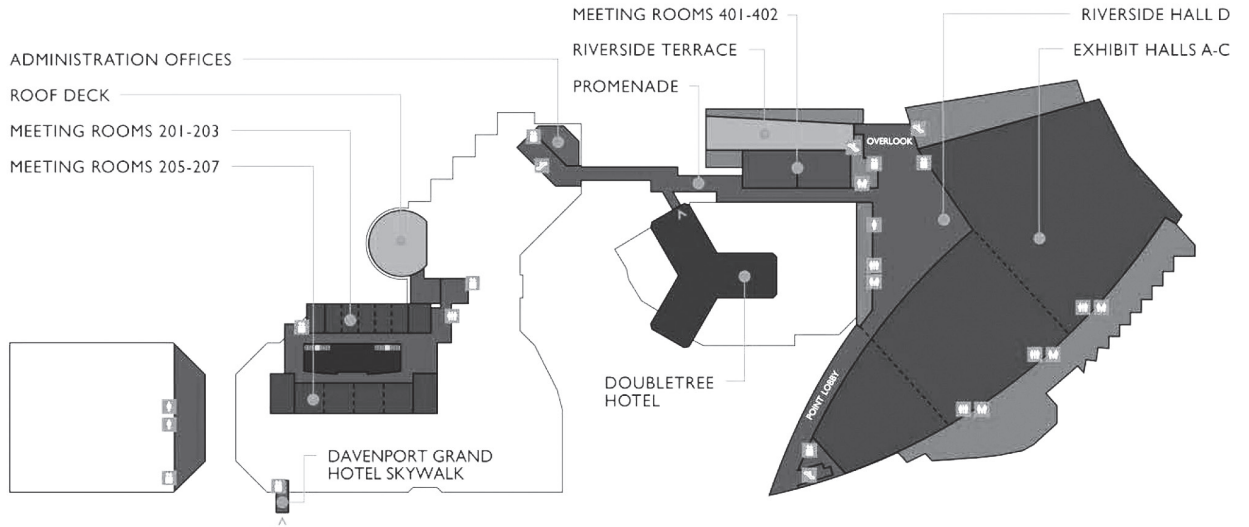 ADMINISTRATION OFFICES
ROOF DECK
MEETING ROOMS 201-203
MEETING ROOMS 205-207
MEETING ROOMS 401-402
RIVERSIDE TERRACE
PROMENADE
RIVERSIDE HALL D
EXHIBIT HALLS A-C
OVERLOOK
DOUBLETREE
HOTEL
POINT LOBBY
DAVENPORT GRAND
HOTEL SKYWALK